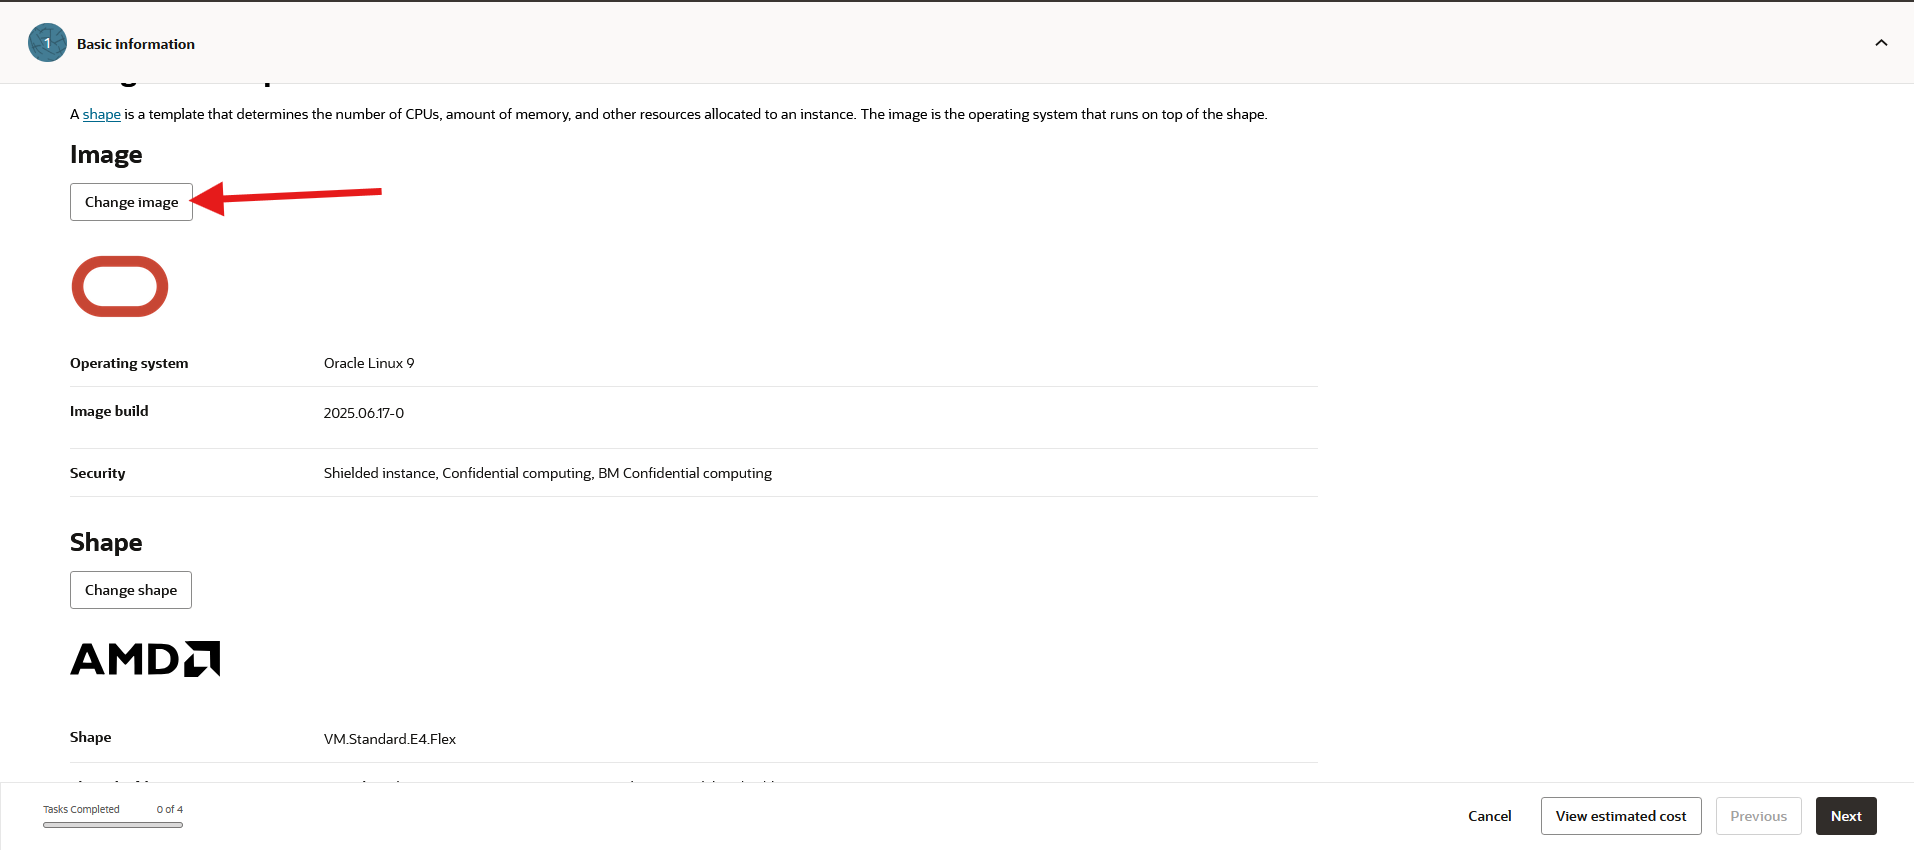 1 Basic information
A shape is a template that determines the number of CPUs, amount of memory, and other resources allocated to an instance. The image is the operating system that runs on top of the shape.
Image
Change image
Operating system Oracle Linux 9
Image build 2025.06.17-0
Security Shielded instance, Confidential computing, BM Confidential computing
Shape
Change shape
AMD
Shape VM.Standard.E4.Flex
Tasks Completed 0 of 4
Cancel View estimated cost Previous Next